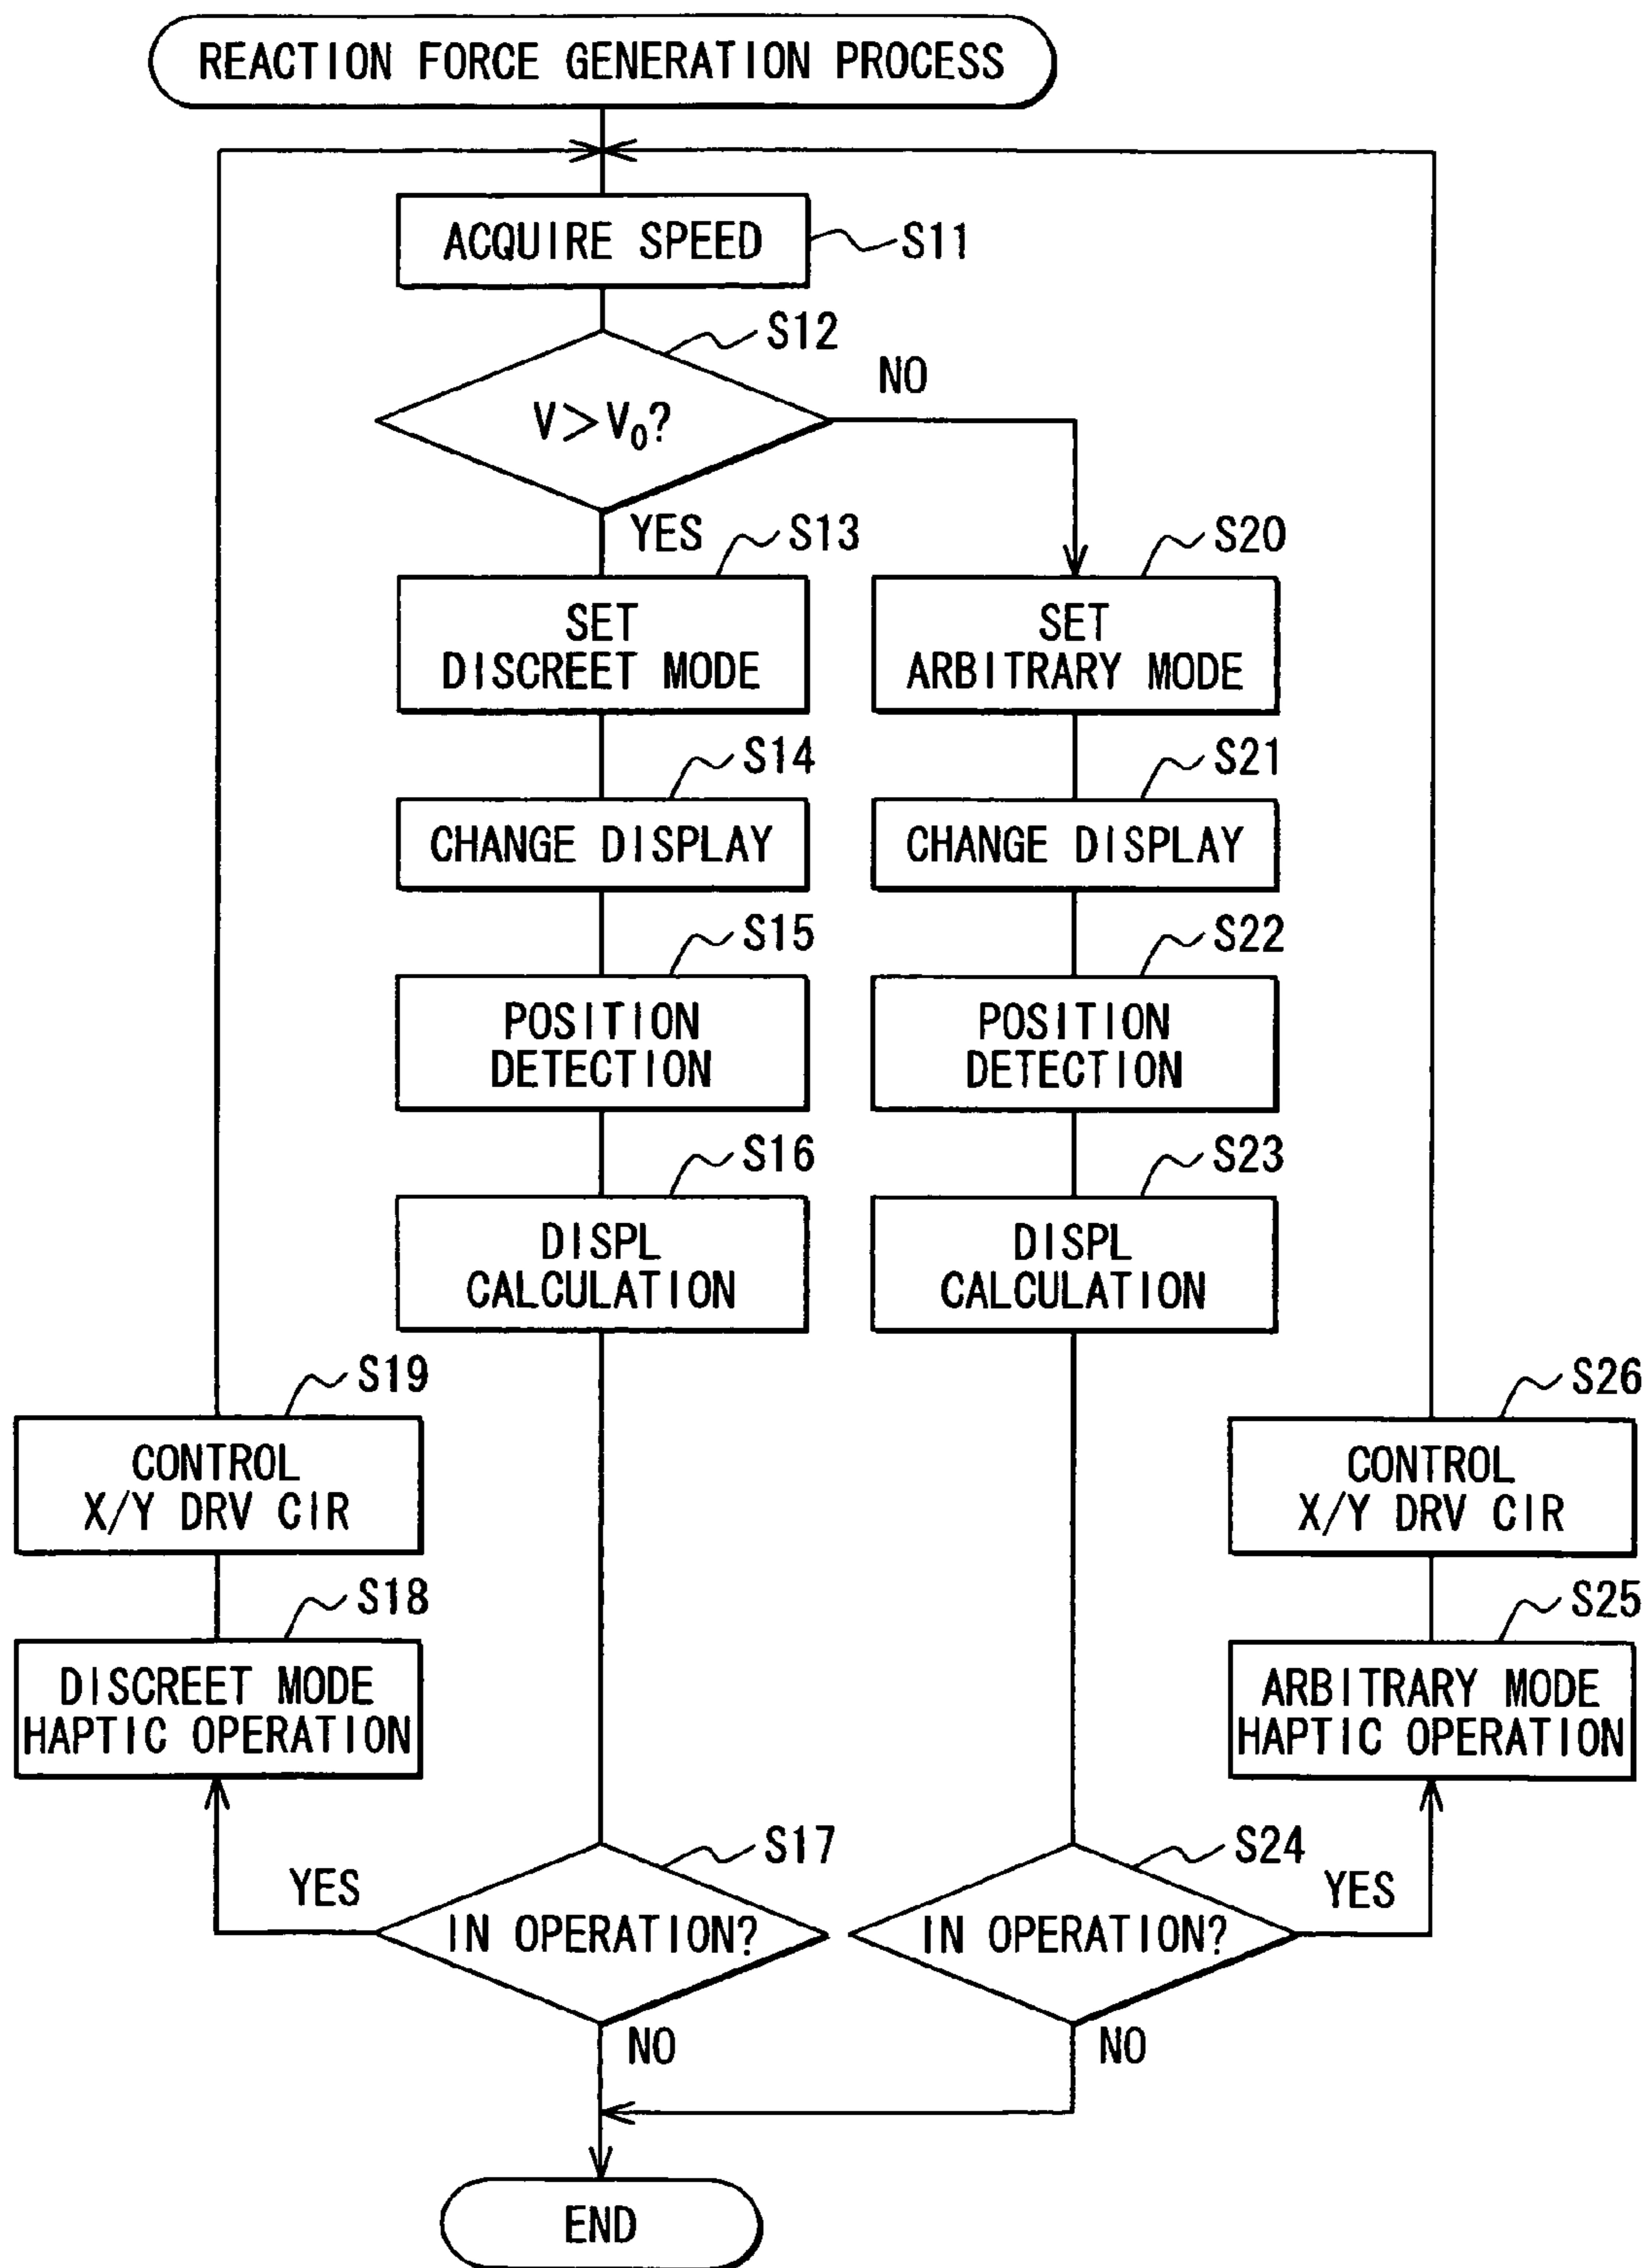 REACTION FORCE GENERATION PROCESS
ACQUIRE SPEED
S11
S12
V>V₀?
NO
YES
S13
SET
DISCREET MODE
S20
SET
ARBITRARY MODE
S14
CHANGE DISPLAY
S21
CHANGE DISPLAY
S15
POSITION
DETECTION
S22
POSITION
DETECTION
S16
DISPL
CALCULATION
S23
DISPL
CALCULATION
S19
CONTROL
X/Y DRV CIR
S26
CONTROL
X/Y DRV CIR
S18
DISCREET MODE
HAPTIC OPERATION
S25
ARBITRARY MODE
HAPTIC OPERATION
S17
YES
IN OPERATION?
NO
S24
IN OPERATION?
YES
NO
END